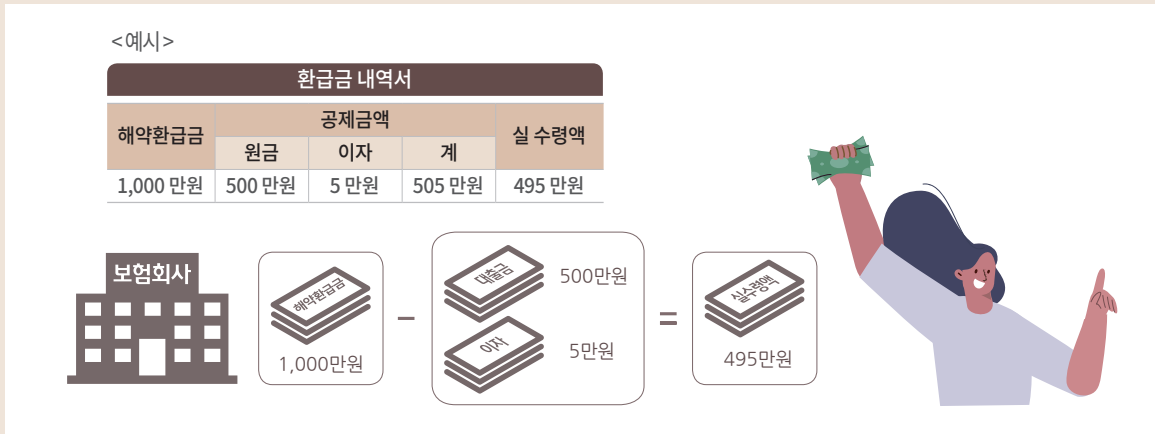 <예시>
환급금 내역서
해약환급금 공제금액 실 수령액
원금 이자 계
1,000 만원 500 만원 5 만원 505 만원 495 만원
보험회사
해약환급금
1,000만원
-
대출금
500만원
이자
5만원
=
실수령액
495만원